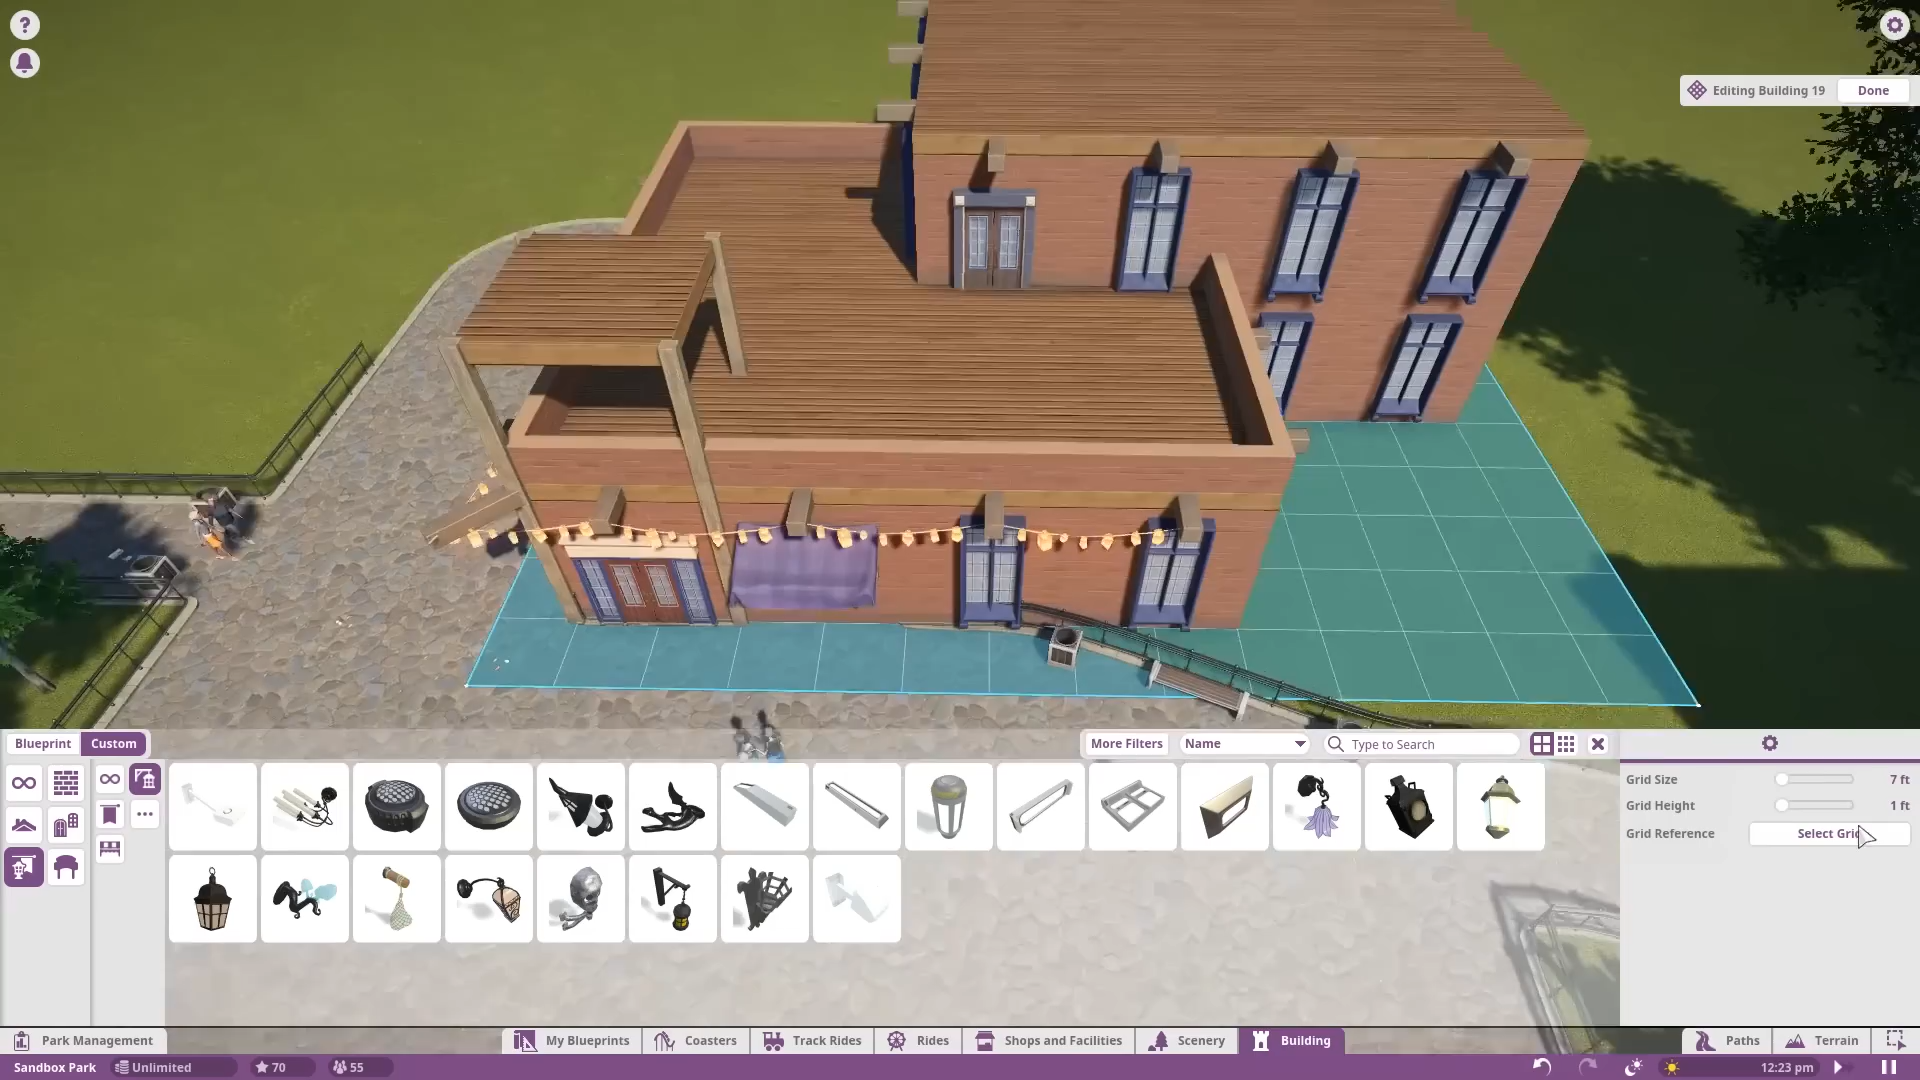 ?
Editing Building 19
Done
Blueprint
Custom
More Filters
Name
Type to Search
Grid Size
7 ft
Grid Height
1 ft
Grid Reference
Select Grid
Park Management
My Blueprints
Coasters
Track Rides
Rides
Shops and Facilities
Scenery
Building
Paths
Terrain
Sandbox Park
Unlimited
70
55
12:23 pm